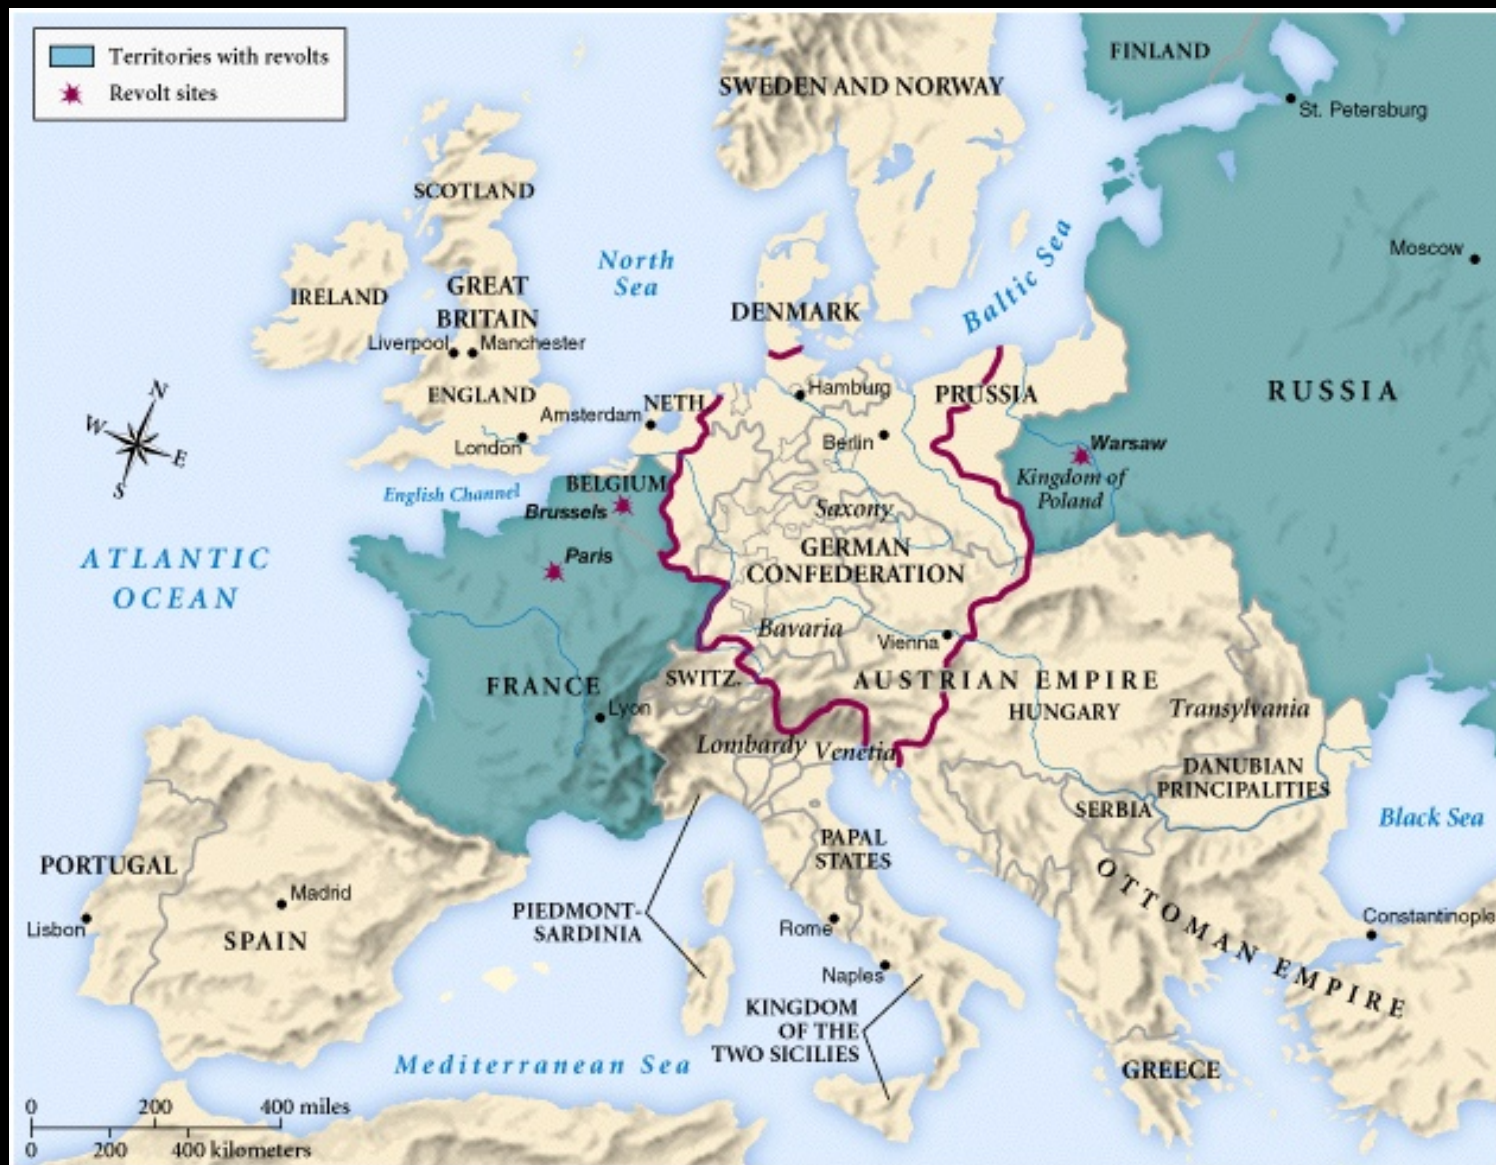 Territories with revolts
Revolt sites
FINLAND
SWEDEN AND NORWAY
St. Petersburg
SCOTLAND
Moscow
North
Sea
Baltic Sea
IRELAND
GREAT
BRITAIN
DENMARK
Liverpool
Manchester
RUSSIA
ENGLAND
Amsterdam
NETH
Hamburg
PRUSSIA
London
Berlin
Warsaw
Kingdom of
Poland
N
W
E
S
English Channel
BELGIUM
Brussels
Saxony
Paris
GERMAN
CONFEDERATION
ATLANTIC
OCEAN
Bavaria
Vienna
FRANCE
SWITZ.
AUSTRIAN EMPIRE
Lyon
HUNGARY
Transylvania
Lombardy
Venetia
DANUBIAN
PRINCIPALITIES
SERBIA
Black Sea
PAPAL
STATES
PORTUGAL
Madrid
OTTOMAN EMPIRE
PIEDMONT-
SARDINIA
Lisbon
SPAIN
Rome
Constantinople
Naples
KINGDOM
OF THE
TWO SICILIES
Mediterranean Sea
GREECE
0 200 400 miles
0 200 400 kilometers